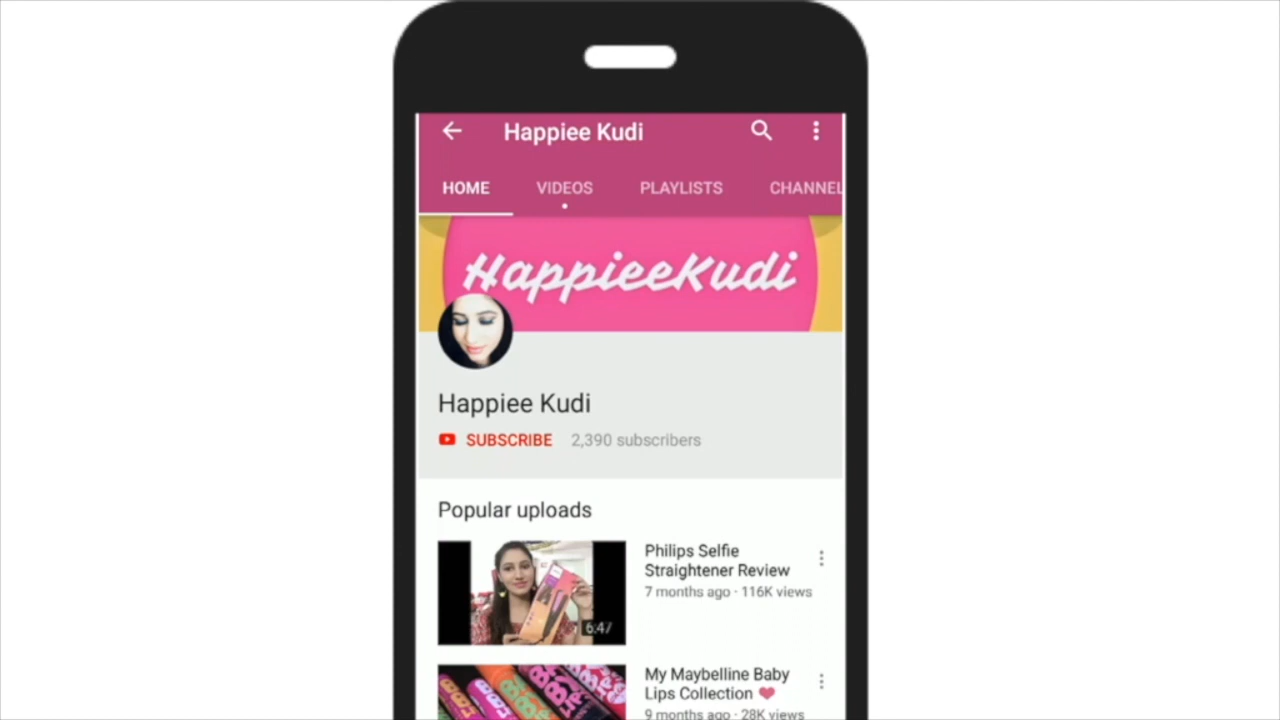 Happiee Kudi
HOME VIDEOS PLAYLISTS CHANNEL
HappieeKudi
Happiee Kudi
SUBSCRIBE 2,390 subscribers
Popular uploads
Philips Selfie
Straightener Review
7 months ago · 116K views
6:47
My Maybelline Baby
Lips Collection ❤
9 months ago · 28K views